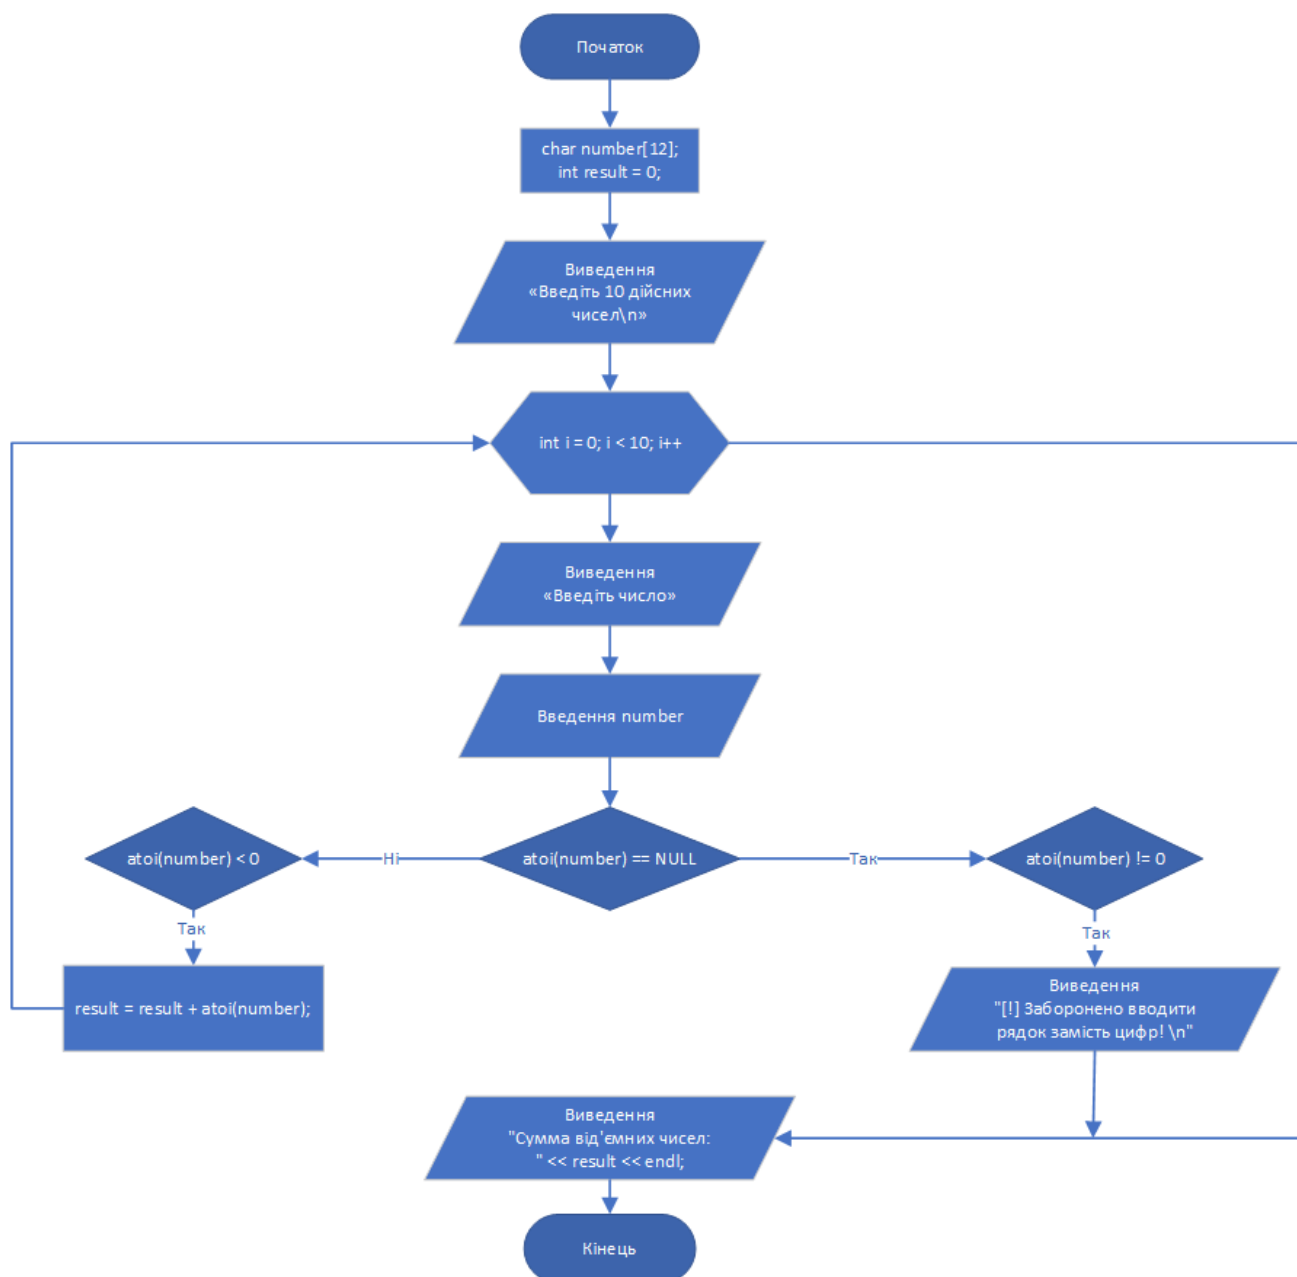 Початок
char number[12];
int result = 0;
Виведення
«Введіть 10 дійсних
чисел\n»
int i = 0; i < 10; i++
Виведення
«Введіть число»
Введення number
atoi(number) < 0
Ні
atoi(number) == NULL
Так
atoi(number) != 0
Так
Так
result = result + atoi(number);
Виведення
"[!] Заборонено вводити
рядок замість цифр! \n"
Виведення
"Сумма від'ємних чисел:
" << result << endl;
Кінець